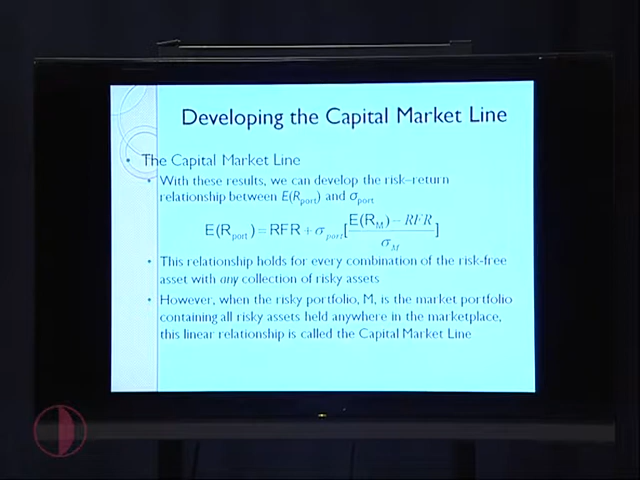 Developing the Capital Market Line
• The Capital Market Line
• With these results, we can develop the risk–return
relationship between E(Rport) and σport
E(Rport) = RFR + σport[(E(RM) – RFR) / σM]
• This relationship holds for every combination of the risk-free
asset with any collection of risky assets
• However, when the risky portfolio, M, is the market portfolio
containing all risky assets held anywhere in the marketplace,
this linear relationship is called the Capital Market Line